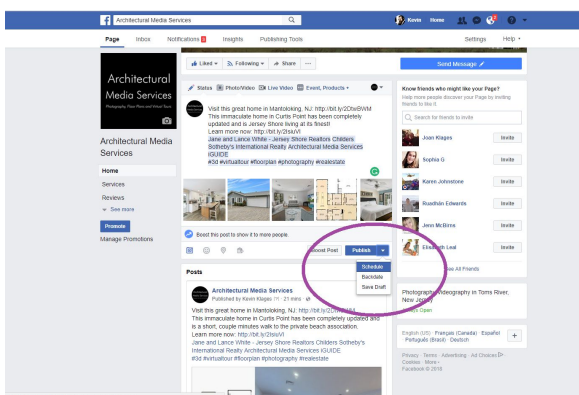 Architectural Media Services
Kevin Home
Page Inbox Notifications Insights Publishing Tools Settings Help
Liked Following Share ...
Send Message
Architectural
Media Services
Photography, Floor Plans and Virtual Tours
Architectural Media
Services
Home
Services
Reviews
See more
Promote
Manage Promotions
Status Photo/Video Live Video Event, Products +
Visit this great home in Mantoloking, NJ: http://bit.ly/2DtwBWM
This immaculate home in Curtis Point has been completely
updated and is Jersey Shore living at its finest!
Learn more now: http://bit.ly/2IsiuVl
Jane and Lance White - Jersey Shore Realtors Childers
Sotheby's International Realty Architectural Media Services
IGUIDE
#3d #virtualtour #floorplan #photography #realestate
Boost this post to show it to more people.
Boost Post Publish
Schedule
Backdate
Save Draft
Posts
Architectural Media Services
Published by Kevin Klages · 21 mins ·
Visit this great home in Mantoloking, NJ:
This immaculate home in Curtis Point has been completely updated and
is a short, couple minutes walk to the private beach association.
Learn more now: http://bit.ly/2IsiuVl
Jane and Lance White - Jersey Shore Realtors Childers Sotheby's
International Realty Architectural Media Services IGUIDE
#3d #virtualtour #floorplan #photography #realestate
Know friends who might like your Page?
Help more people discover your Page by inviting
friends to like it.
Search for friends to invite
Joan Klages Invite
Sophia G Invite
Karee Johnstone Invite
Ruadhán Edwards Invite
Jenn McBirna Invite
Elisabeth Leal Invite
See All Friends
Photography Videography in Toms River,
New Jersey
Always Open
English (US) · Français (Canada) · Español
· Português (Brasil) · Deutsch
Privacy · Terms · Advertising · Ad Choices
Cookies · More
Facebook © 2018